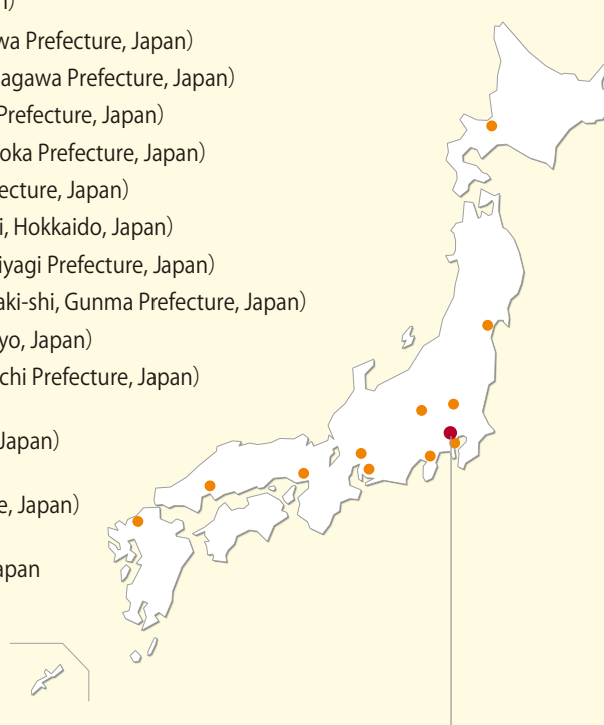 n）
wa Prefecture, Japan）
agawa Prefecture, Japan）
Prefecture, Japan）
oka Prefecture, Japan）
ecture, Japan）
i, Hokkaido, Japan）
iyagi Prefecture, Japan）
aki-shi, Gunma Prefecture, Japan）
yo, Japan）
chi Prefecture, Japan）
Japan）
e, Japan）
apan